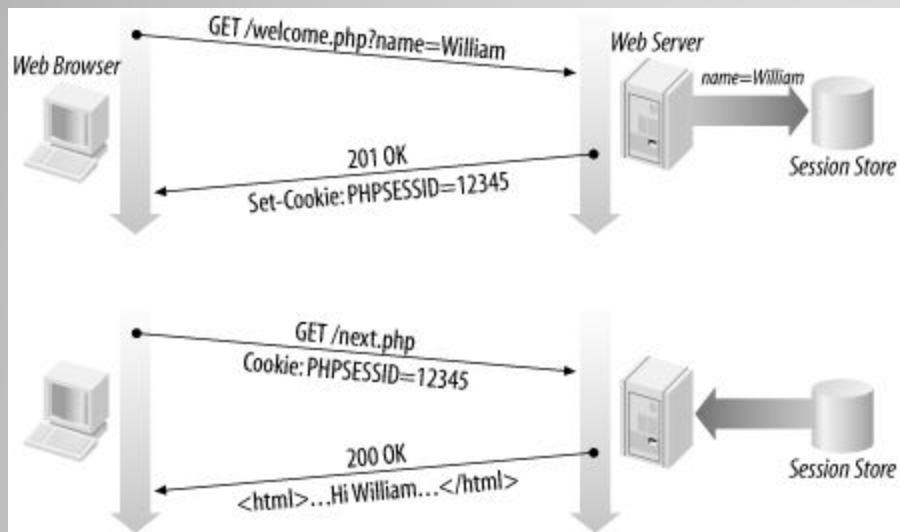 GET /welcome.php?name=William
Web Browser
Web Server
name=William
Session Store
201 OK
Set-Cookie: PHPSESSID=12345
GET /next.php
Cookie: PHPSESSID=12345
200 OK
<html>...Hi William...</html>
Session Store